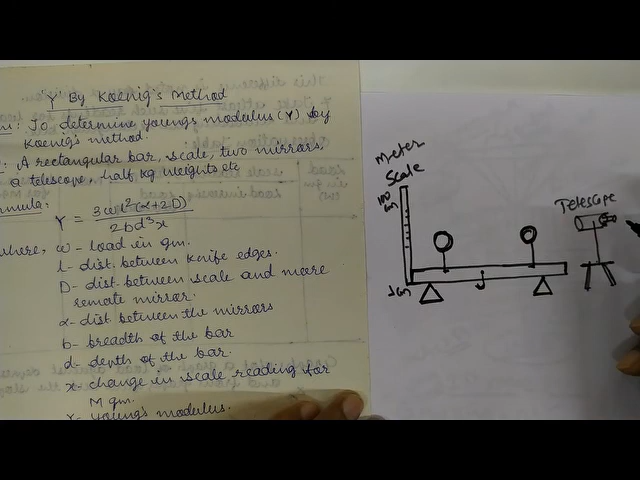 'Y' By Koenig's Method
: To determine youngs modulus (Y) by
Koenig's method.
: A rectangular bar, scale, two mirrors,
a telescope, half kg weights etc
rmula:
Y = 3ωl²(α+2D) / 2bd³x
where, ω - load in gm.
l - dist. between knife edges.
D - dist. between scale and more
remote mirror.
α - dist. between the mirrors
b - breadth of the bar
d - depth of the bar.
x - change in scale reading for
M gm.
Y - Young's modulus.
Meter
Scale
100
cm
Telescope